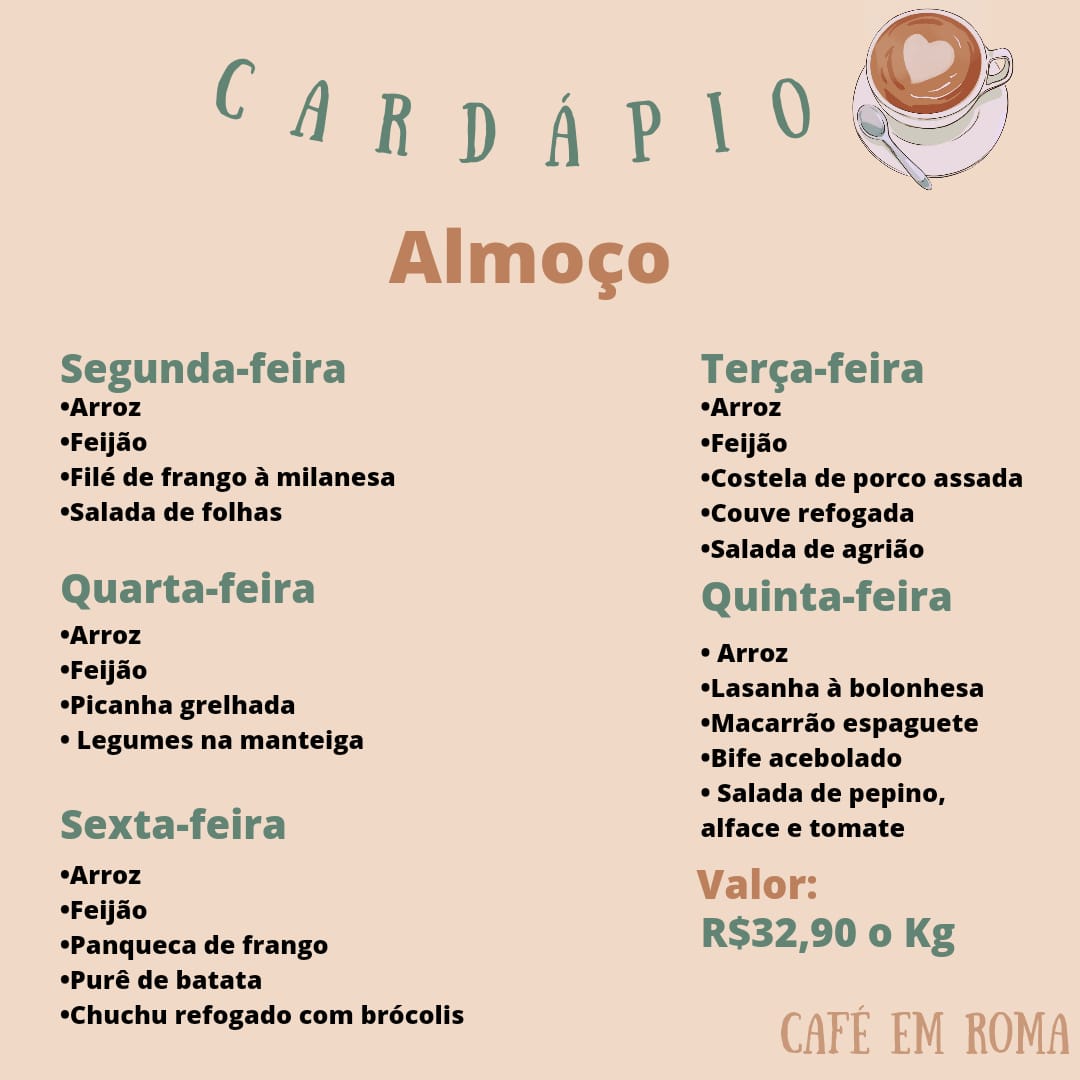 CARDÁPIO
Almoço
Segunda-feira
•Arroz
•Feijão
•Filé de frango à milanesa
•Salada de folhas
Terça-feira
•Arroz
•Feijão
•Costela de porco assada
•Couve refogada
•Salada de agrião
Quarta-feira
•Arroz
•Feijão
•Picanha grelhada
• Legumes na manteiga
Quinta-feira
• Arroz
•Lasanha à bolonhesa
•Macarrão espaguete
•Bife acebolado
• Salada de pepino,
alface e tomate
Sexta-feira
•Arroz
•Feijão
•Panqueca de frango
•Purê de batata
•Chuchu refogado com brócolis
Valor:
R$32,90 o Kg
CAFÉ EM ROMA